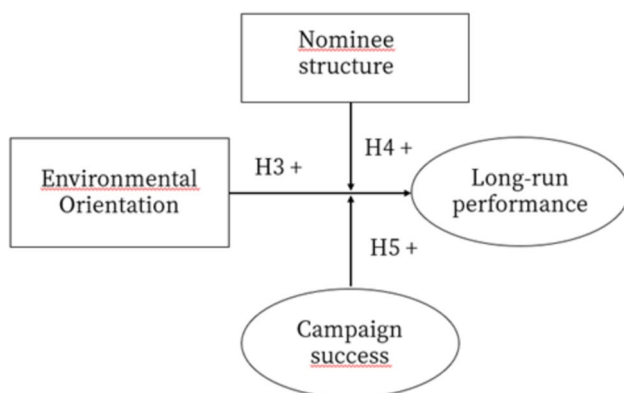 Nominee
structure
H4 +
H3 +
Environmental
Orientation
Long-run
performance
H5 +
Campaign
success